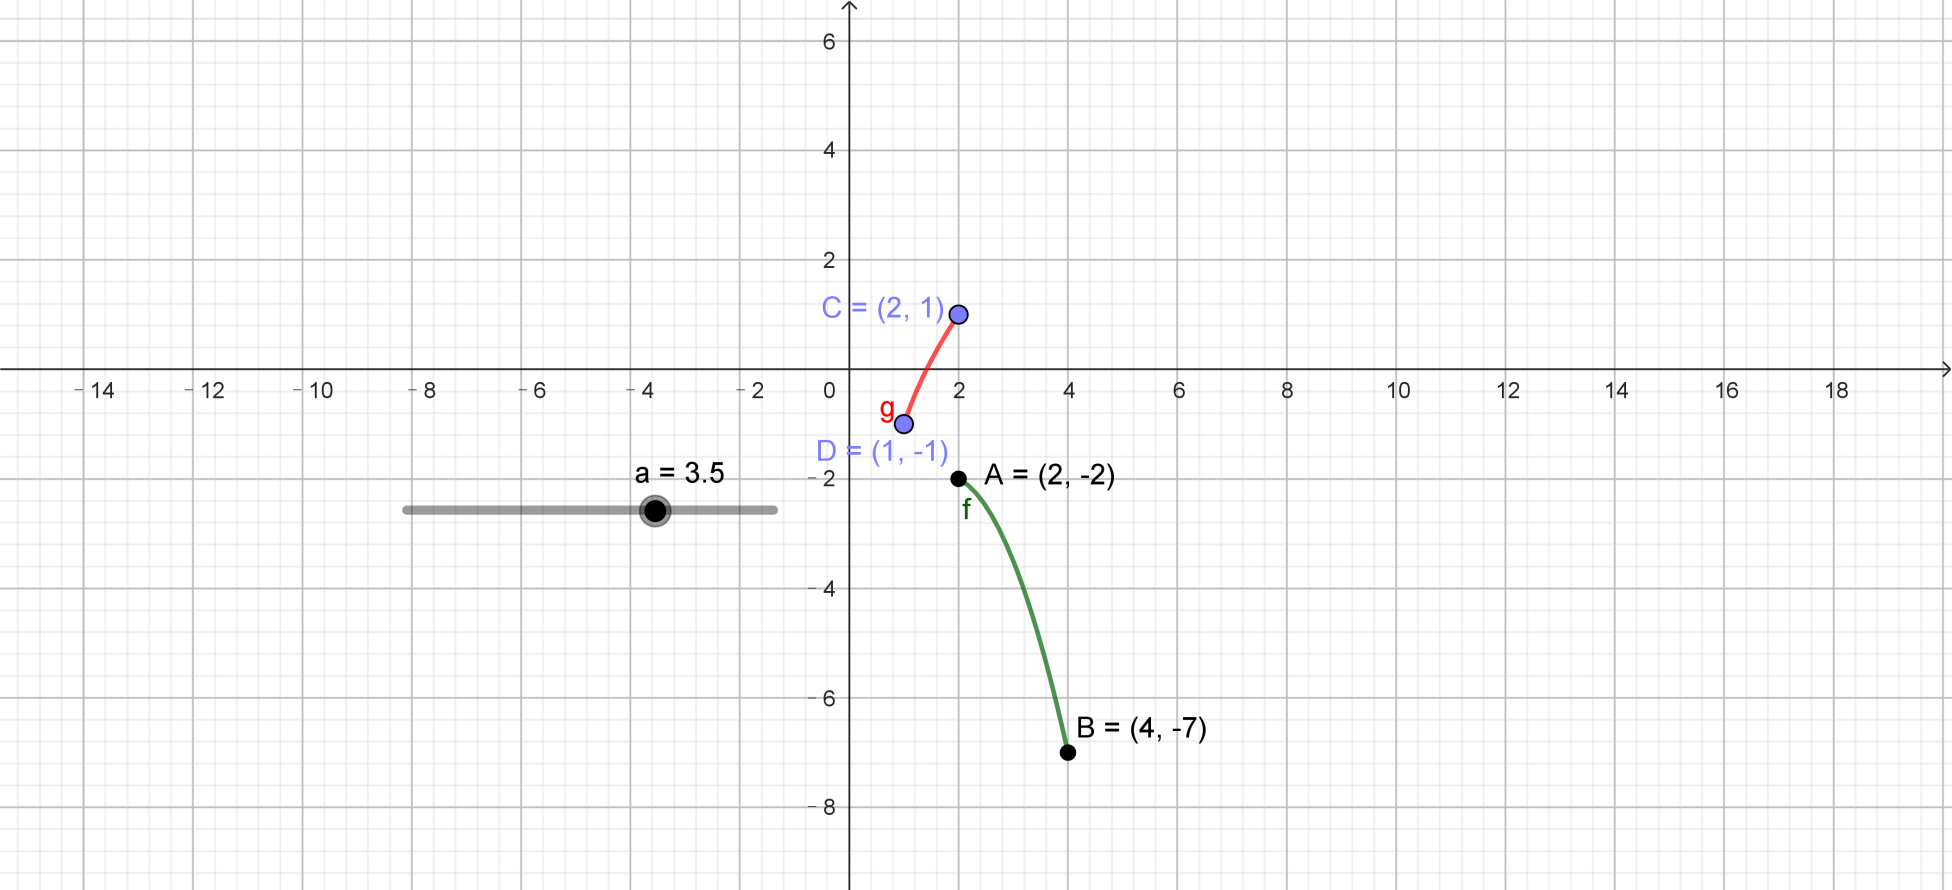 6
4
2
C = (2, 1)
– 14 – 12 – 10 – 8 – 6 – 4 – 2 0 2 4 6 8 10 12 14 16 18
g
D = (1, -1)
a = 3.5
– 2
A = (2, -2)
f
– 4
– 6
B = (4, -7)
– 8